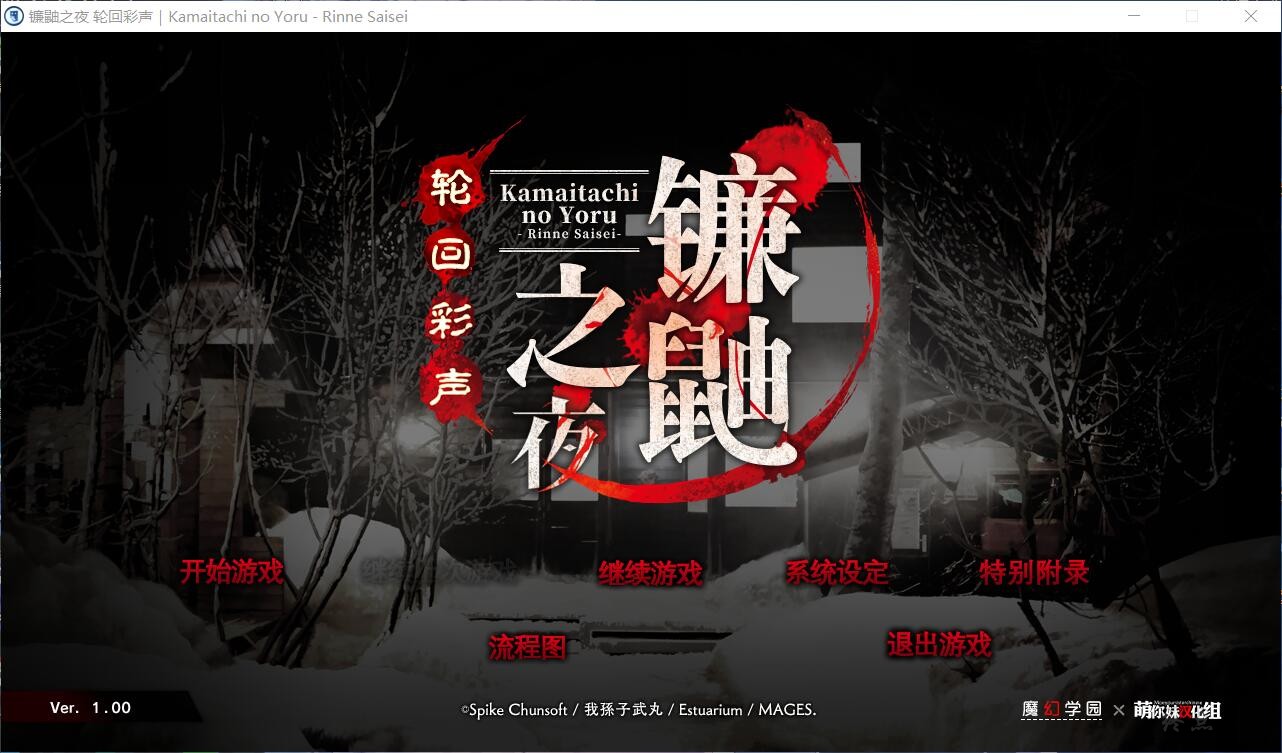 镰鼬之夜 轮回彩声 | Kamaitachi no Yoru - Rinne Saisei
轮回彩声
Kamaitachi
no Yoru
- Rinne Saisei-
镰鼬
之夜
开始游戏
继续游戏
系统设定
特别附录
流程图
退出游戏
Ver. 1.00
©Spike Chunsoft / 我孫子武丸 / Estuarium / MAGES.
魔幻学园 × 萌你妹汉化组